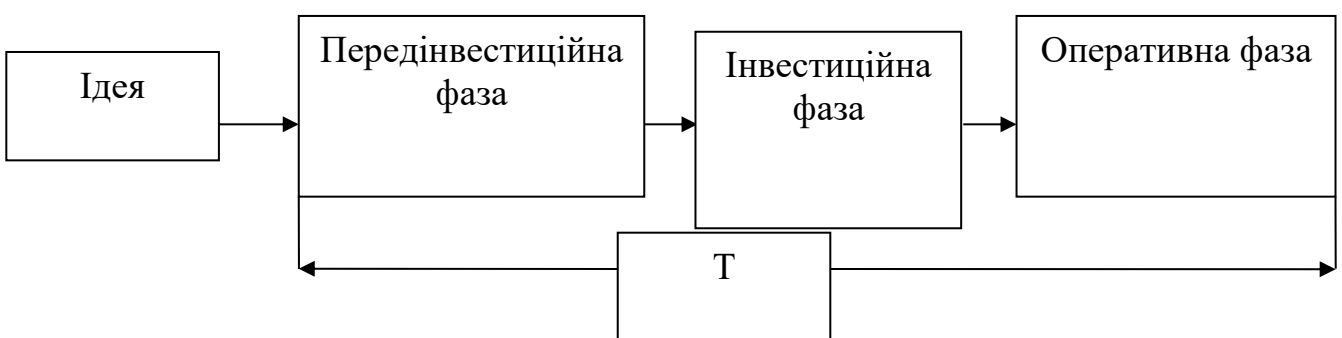 Ідея
Передінвестиційна
фаза
Інвестиційна
фаза
Оперативна фаза
Т